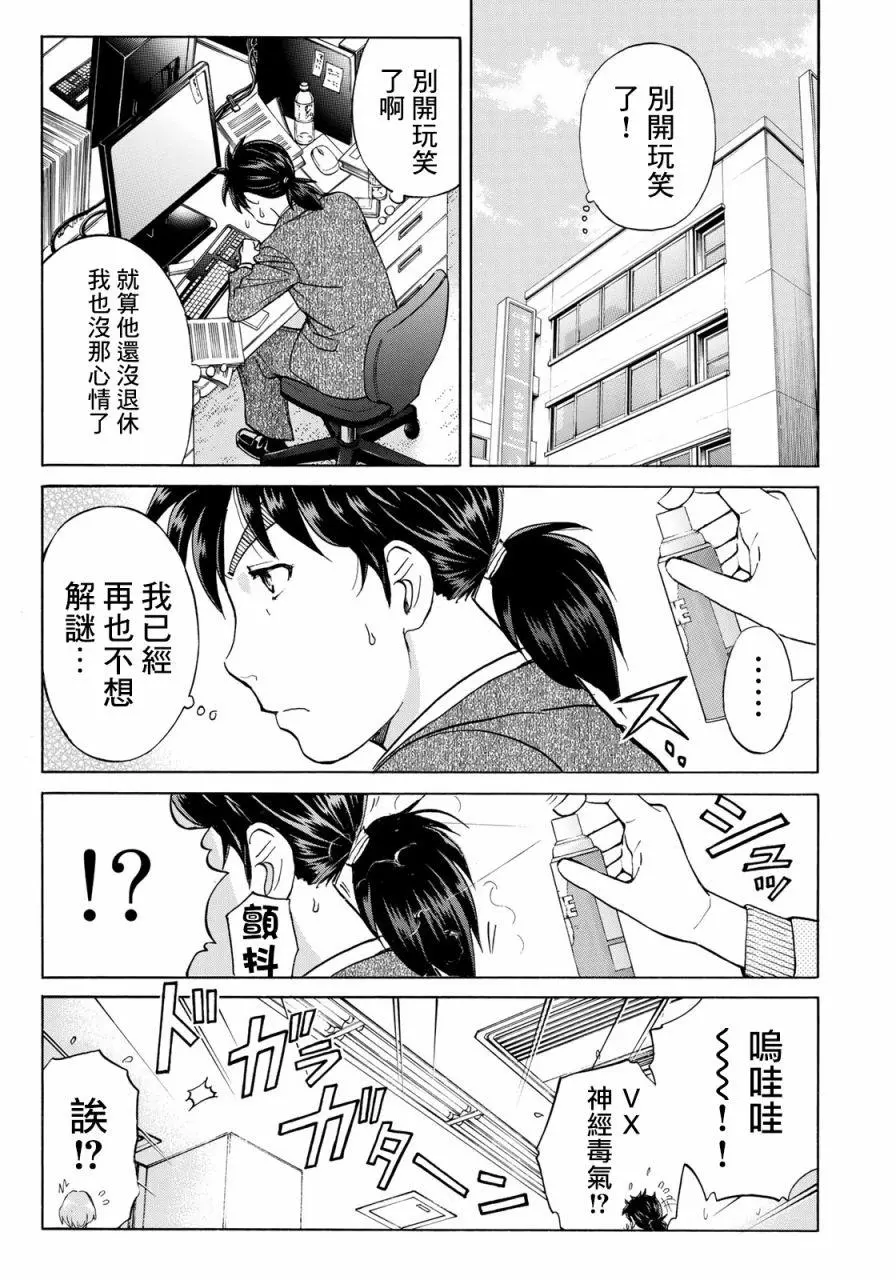 別開玩笑
了!
別開玩笑
了啊
就算他還沒退休
我也沒那心情了
……
我已經
再也不想
解謎…
シュッ
!?
顫抖
嗚哇哇
～～!!
VX
神經毒氣!?
ドガラガターン
誒!?